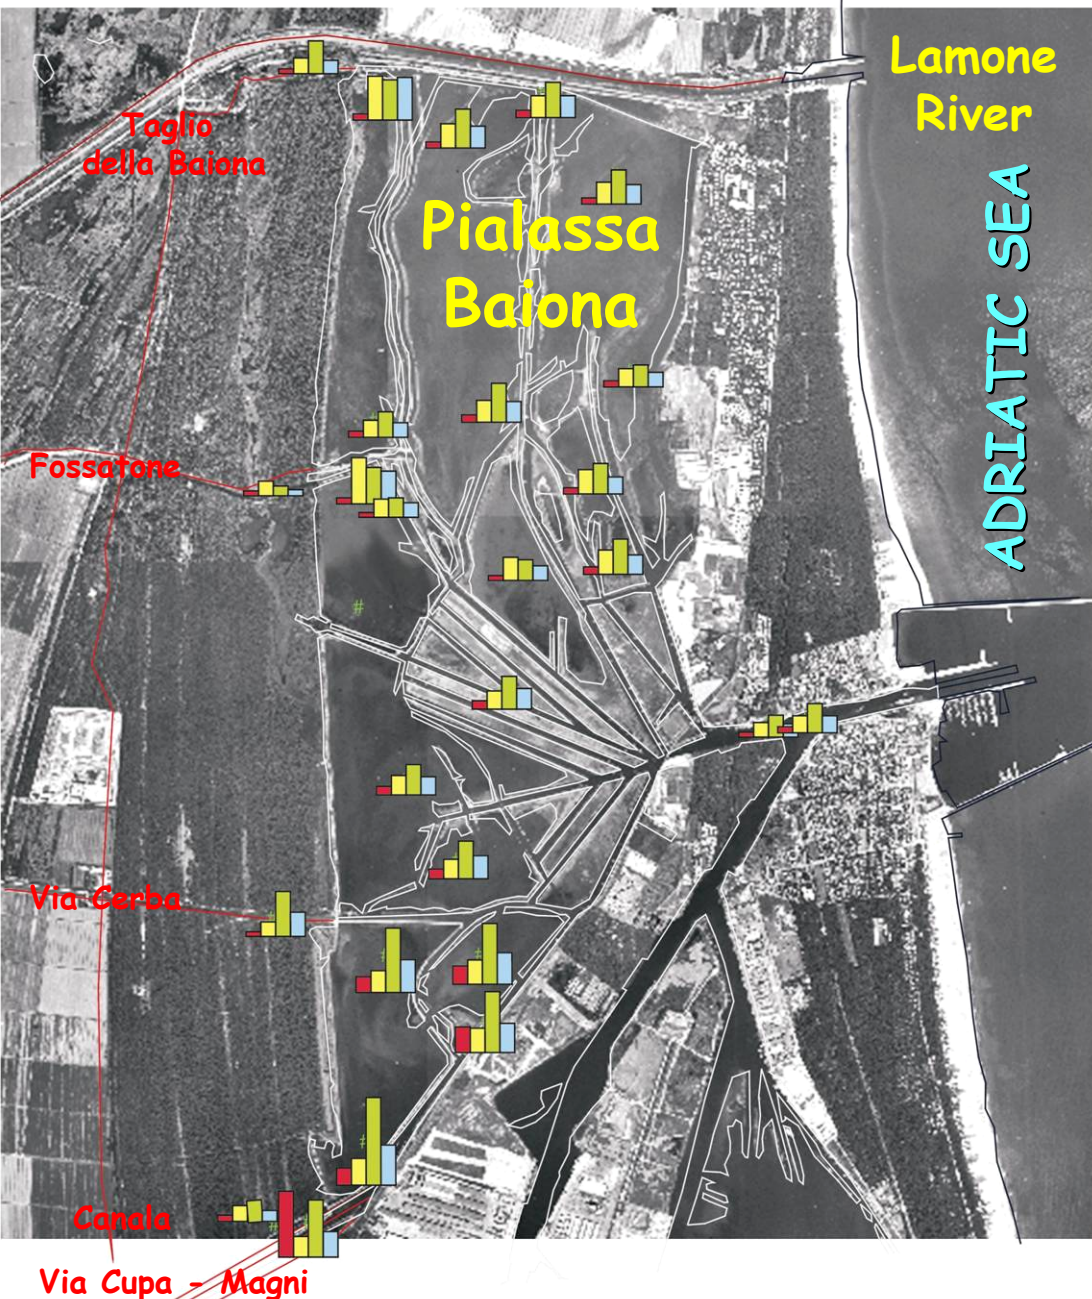 Lamone
River
Taglio
della Baiona
ADRIATIC SEA
Pialassa
Baiona
Fossatone
#
Via Cerba
#
#
Canala
#
Via Cupa - Magni